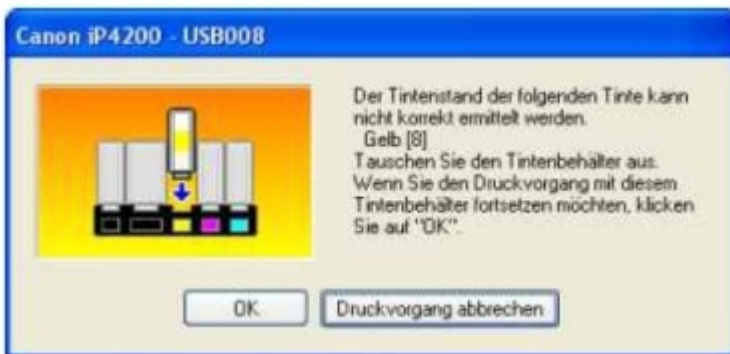 Canon iP4200 - USB008
Der Tintenstand der folgenden Tinte kann
nicht korrekt ermittelt werden.
Gelb [8]
Tauschen Sie den Tintenbehälter aus.
Wenn Sie den Druckvorgang mit diesem
Tintenbehälter fortsetzen möchten, klicken
Sie auf "OK".
OK
Druckvorgang abbrechen